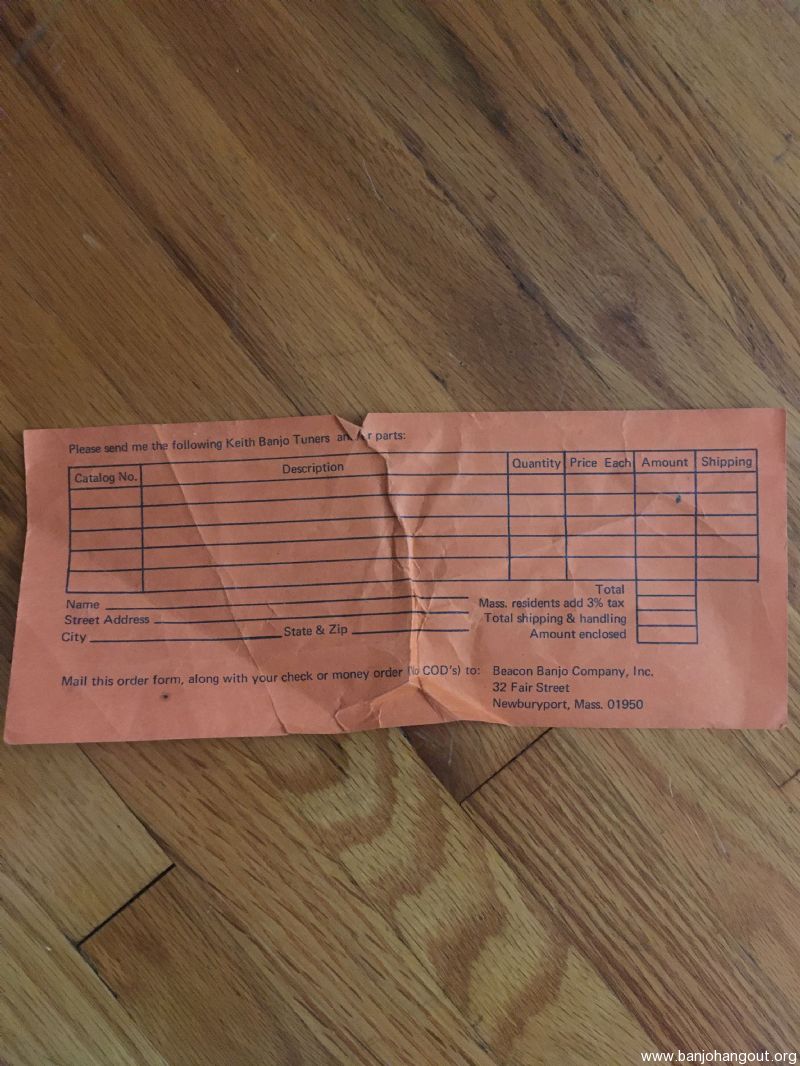 Please send me the following Keith Banjo Tuners parts:
Catalog No. Description Quantity Price Each Amount Shipping
Total
Name Mass. residents add 3% tax
Street Address Total shipping & handling
City State & Zip Amount enclosed
Mail this order form, along with your check or money order (No COD's) to: Beacon Banjo Company, Inc.
32 Fair Street
Newburyport, Mass. 01950
www.banjohangout.org